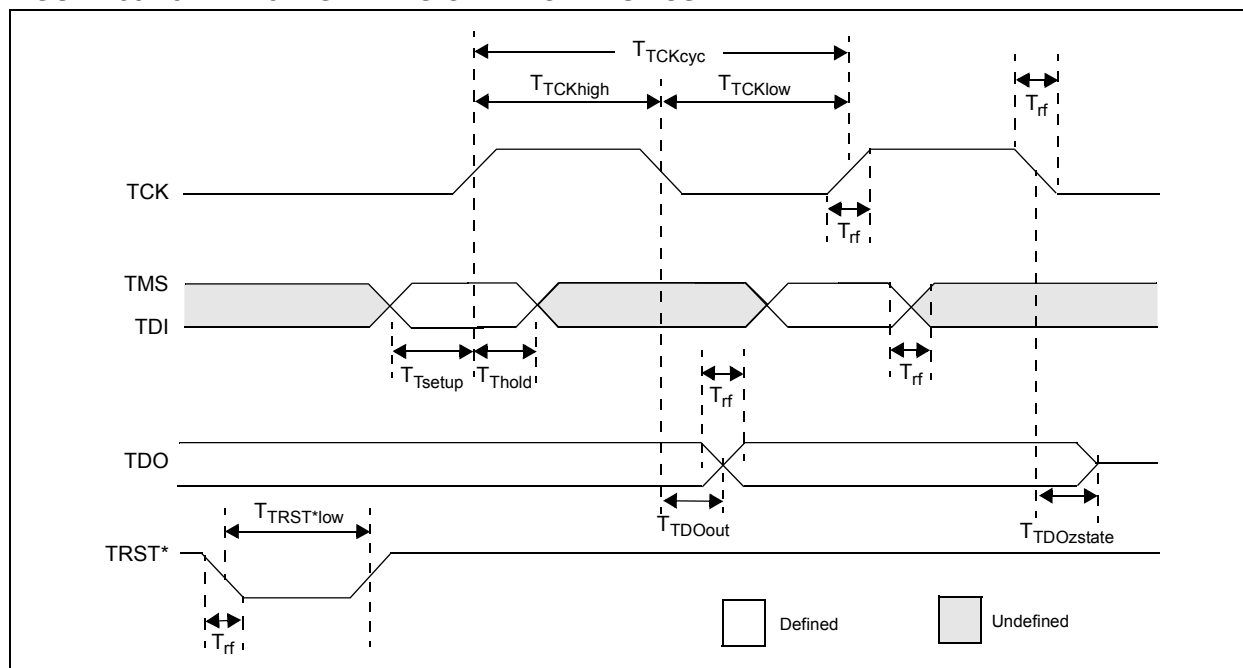 TTCKcyc
TTCKhigh
TTCKlow
Trf
TCK
Trf
TMS
TDI
TTsetup
TThold
Trf
Trf
TDO
TTDOout
TTDOzstate
TTRST*low
TRST*
Trf
Defined
Undefined